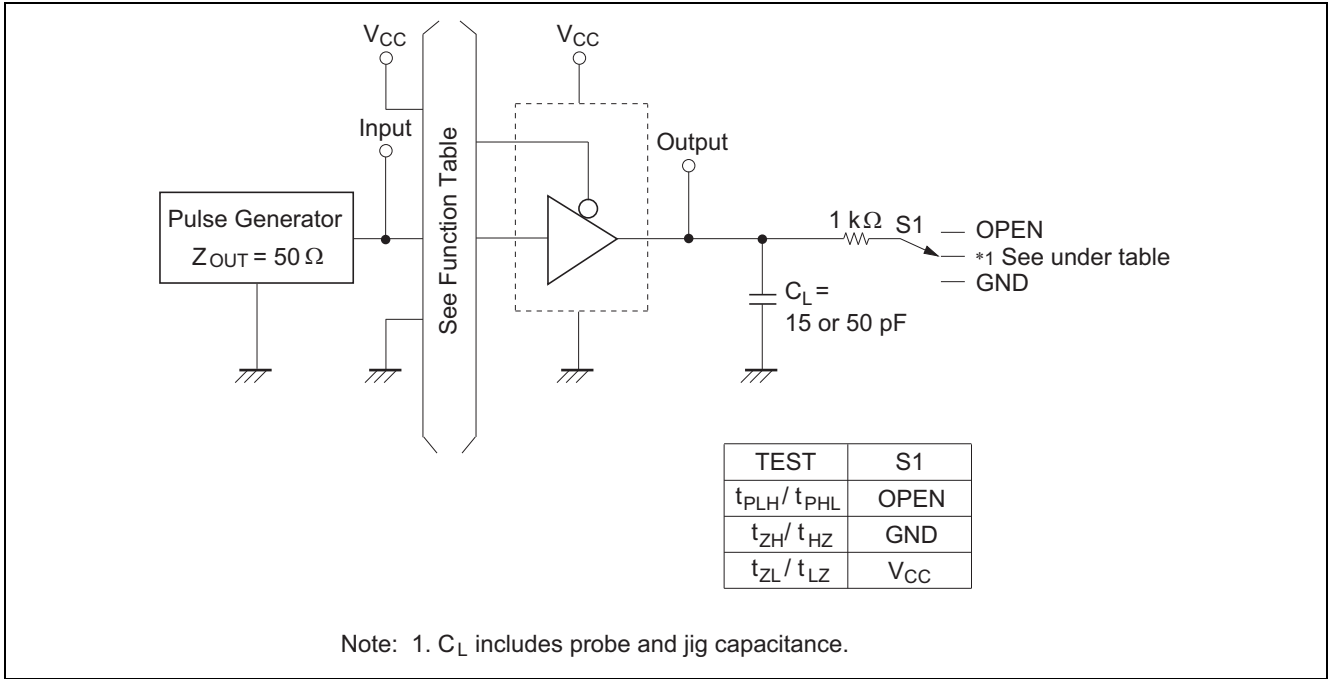 VCC
VCC
Input
See Function Table
Output
Pulse Generator
ZOUT = 50 Ω
1 kΩ S1
OPEN
*1 See under table
GND
CL =
15 or 50 pF
TEST S1
tPLH / tPHL OPEN
tZH / tHZ GND
tZL / tLZ VCC
Note: 1. CL includes probe and jig capacitance.